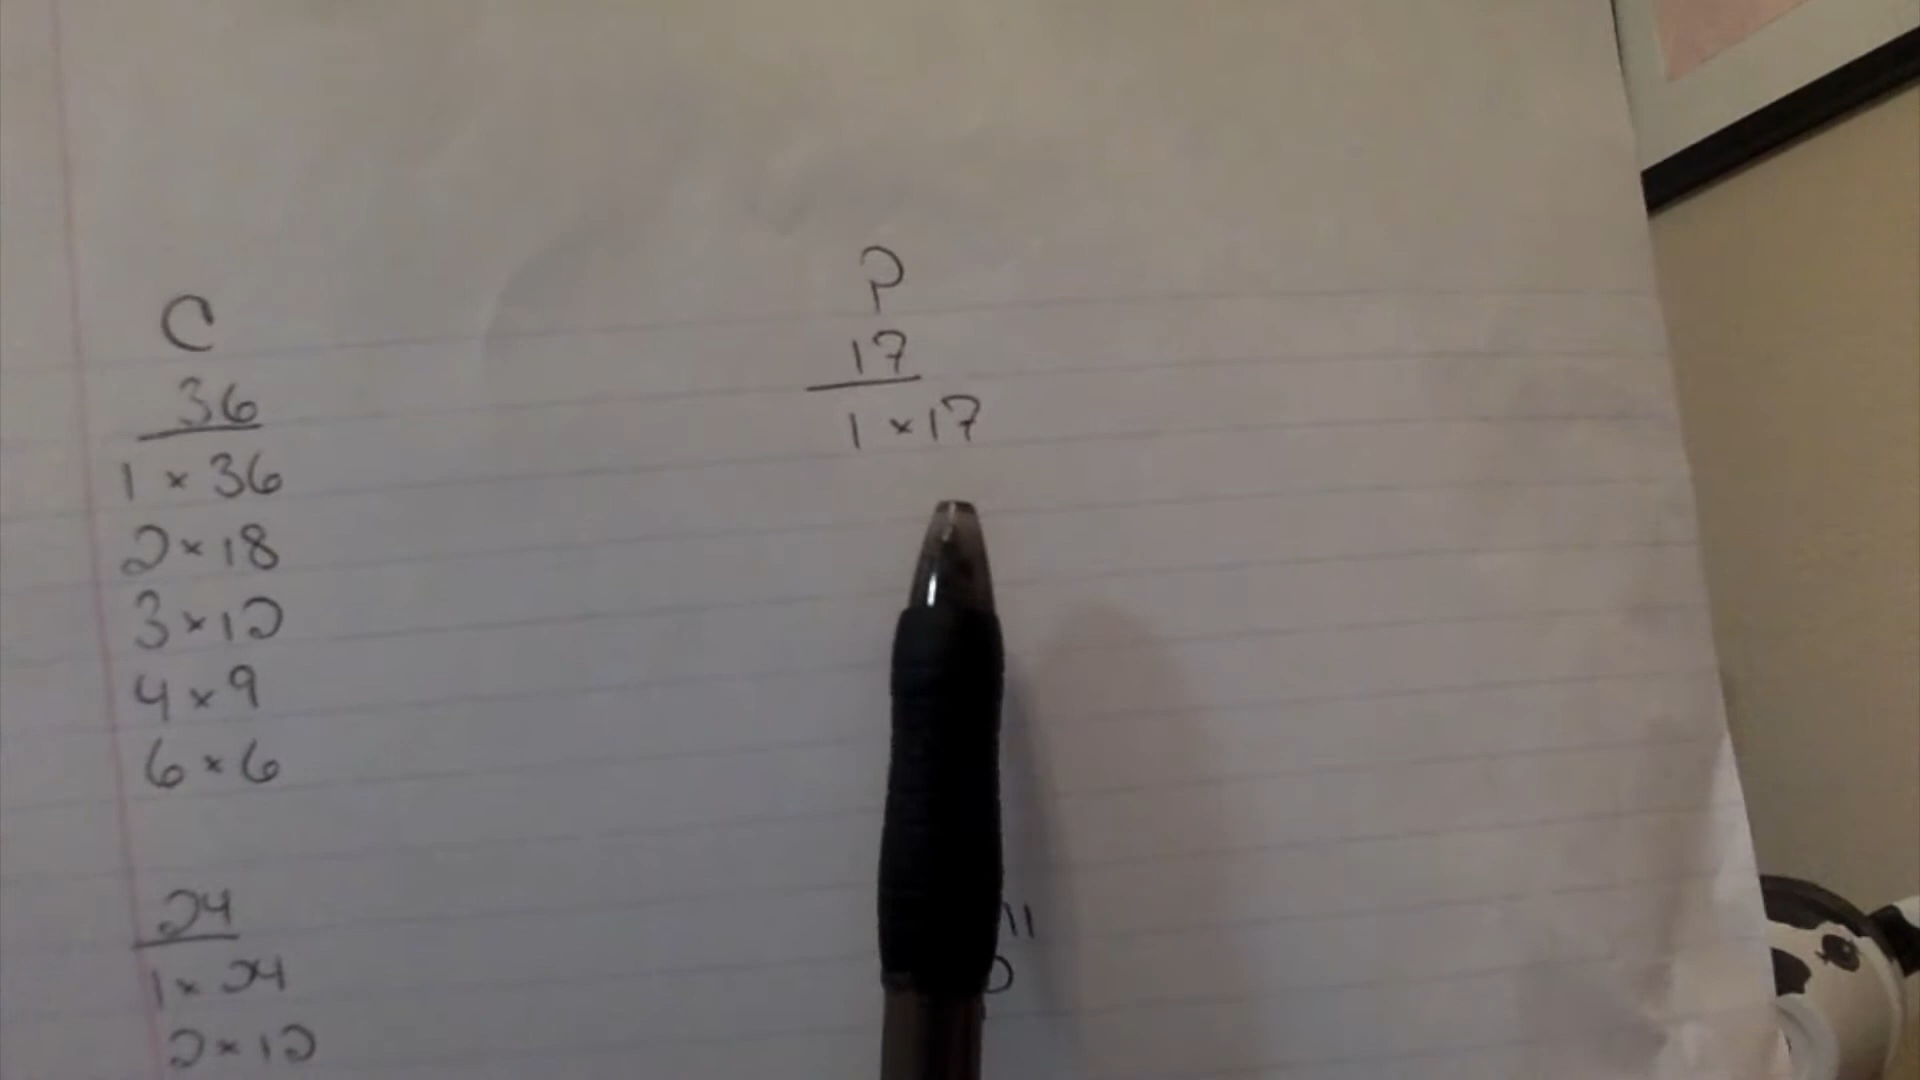 C
36
1 × 36
2 × 18
3 × 12
4 × 9
6 × 6
24
1 × 24
2 × 12
P
17
1 × 17